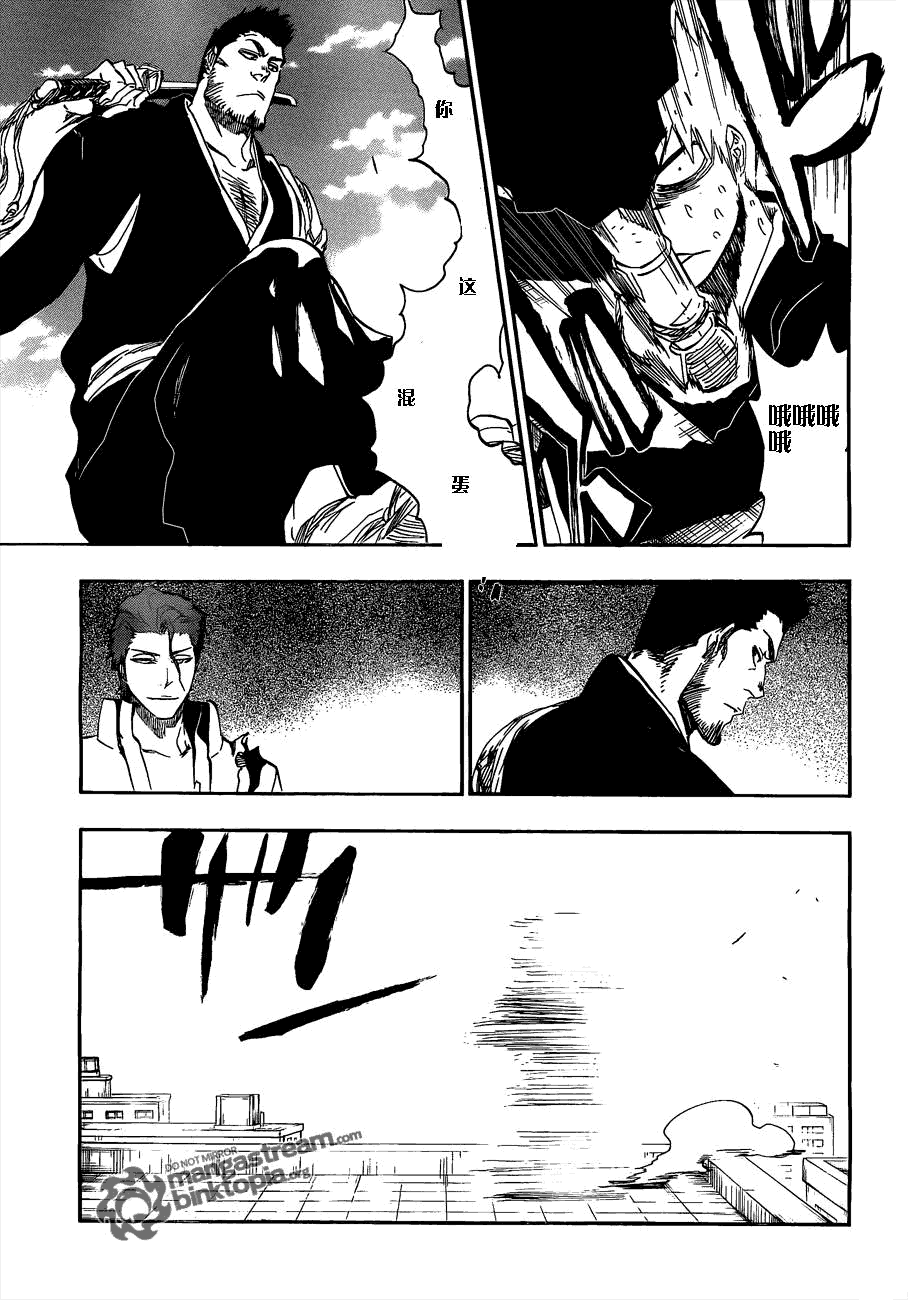 哦哦哦
哦
你
这
混
蛋
DO NOT MIRROR
mangastream.com
binktopia.org